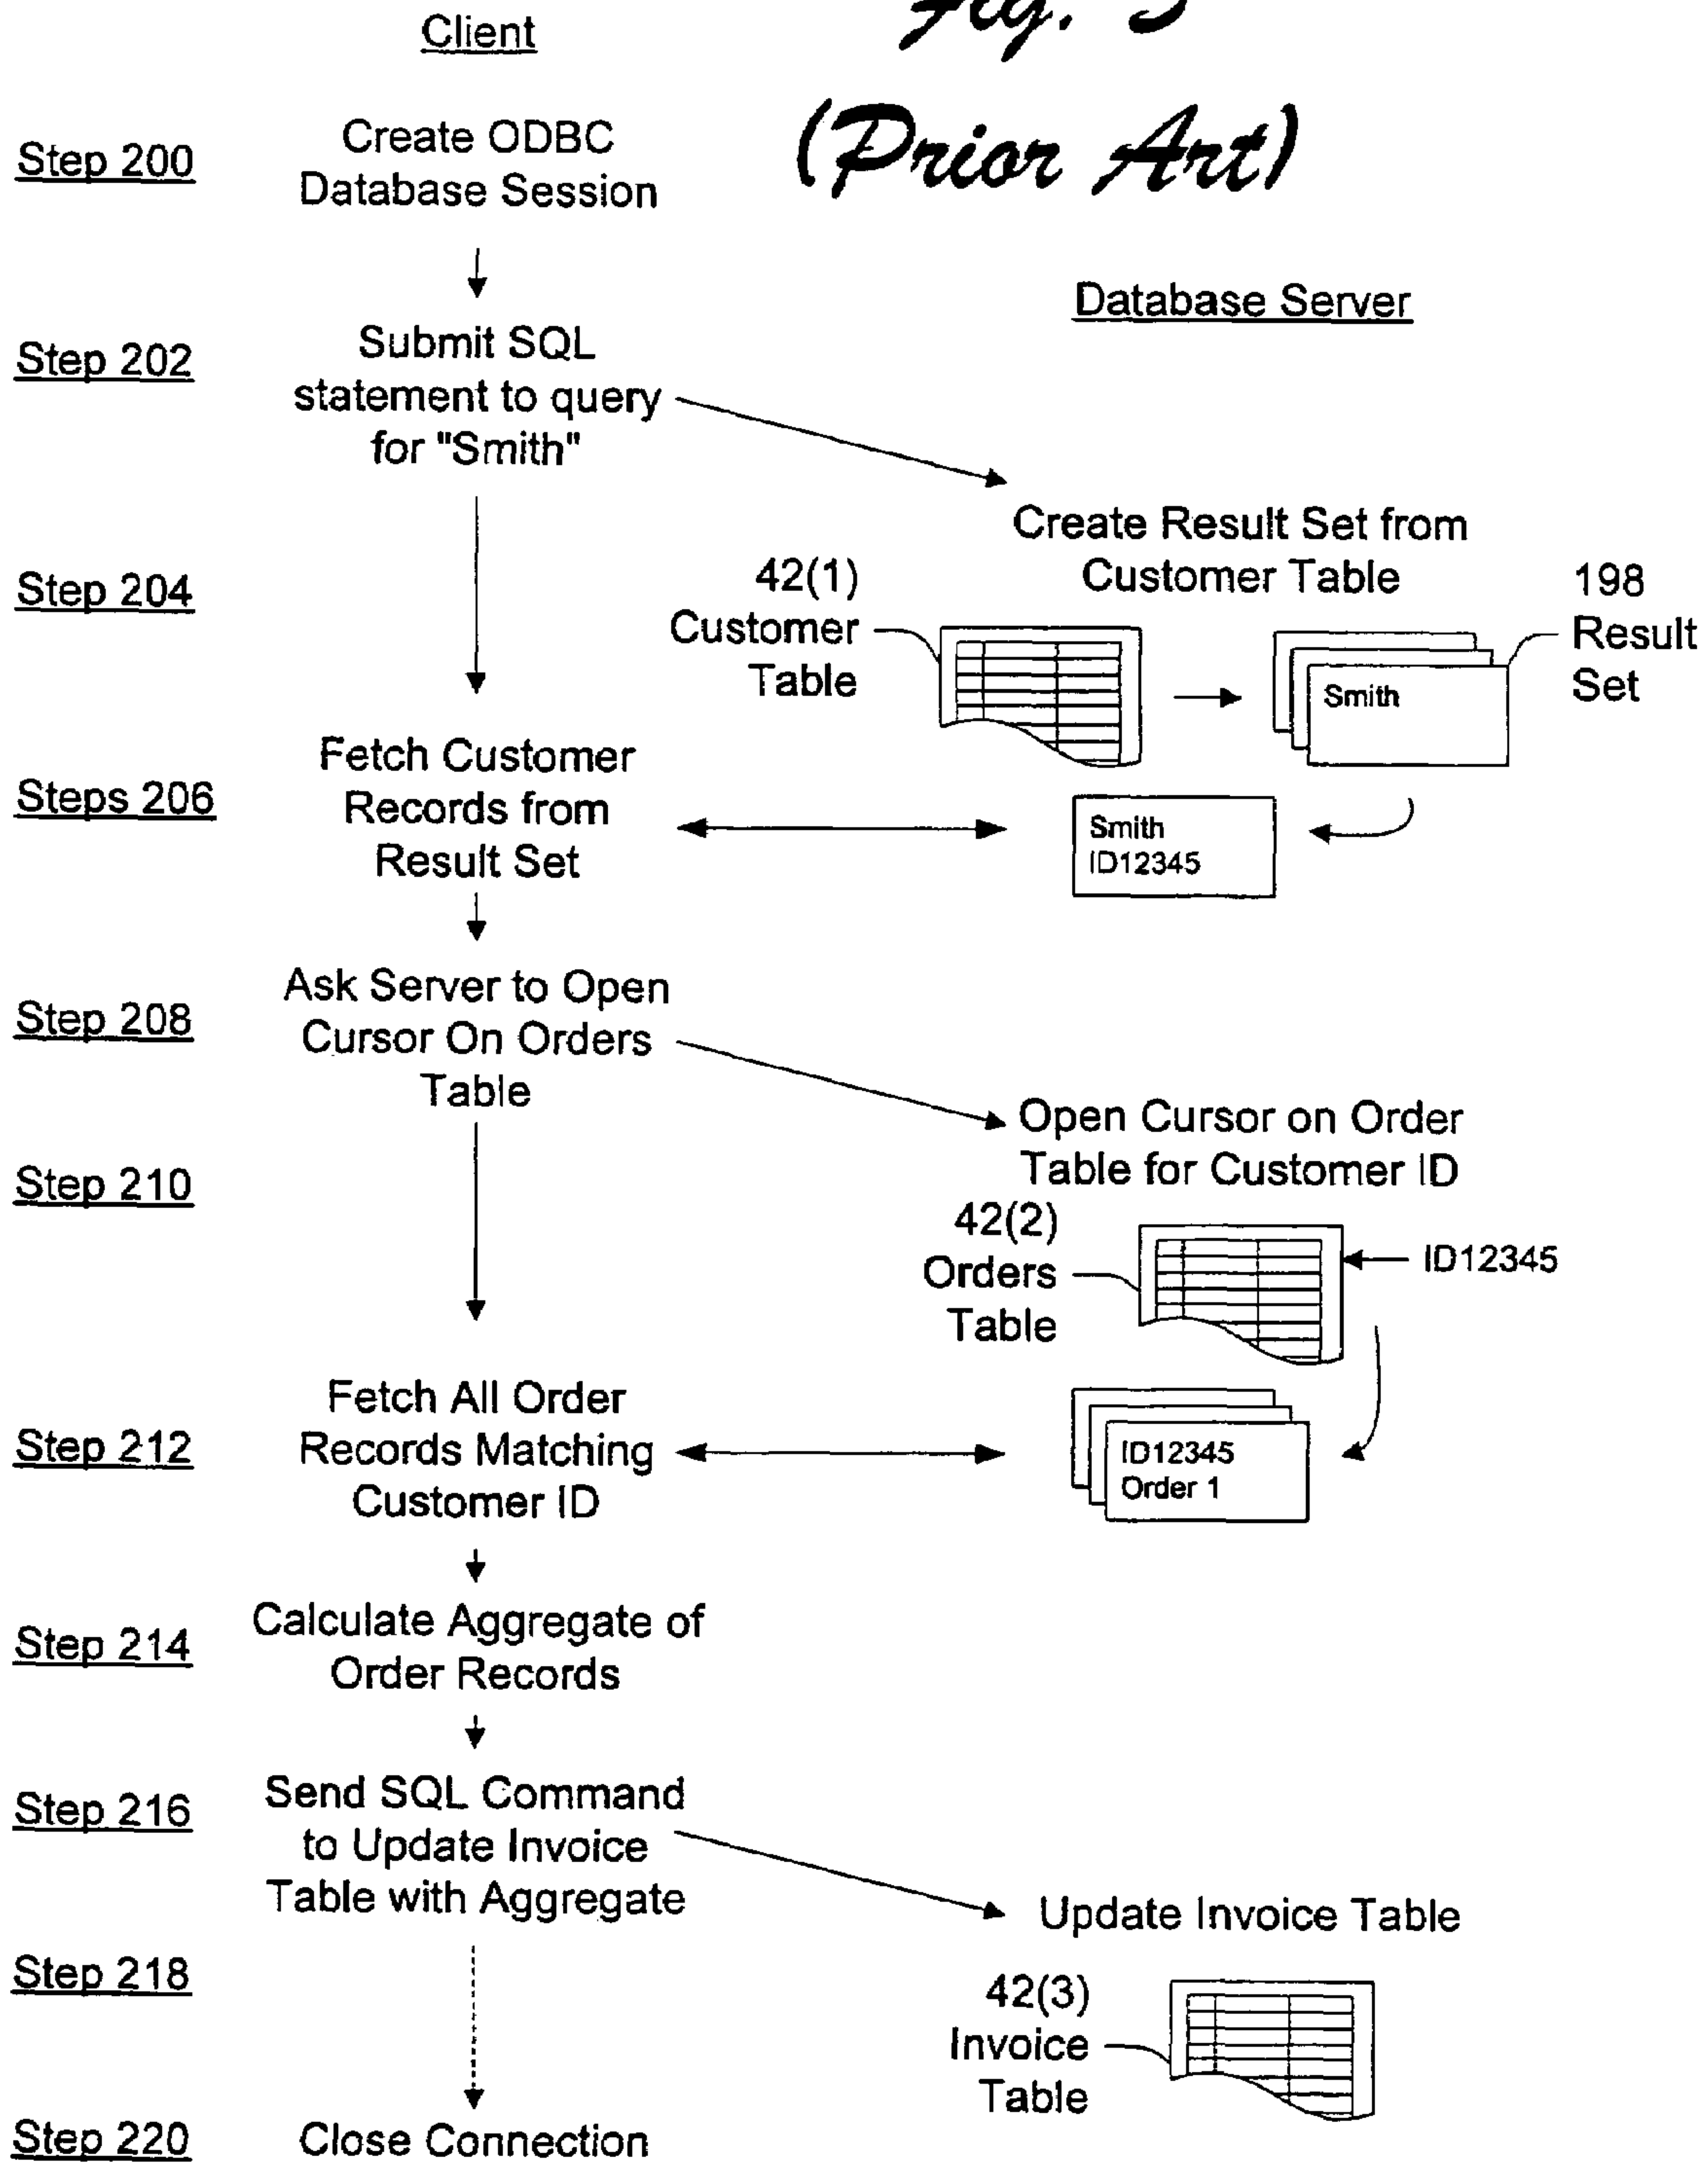 Client
Fig. 3
(Prior Art)
Step 200
Create ODBC
Database Session
Database Server
Step 202
Submit SQL
statement to query
for "Smith"
Step 204
Create Result Set from
Customer Table
42(1)
Customer
Table
198
Result
Set
Smith
Steps 206
Fetch Customer
Records from
Result Set
Smith
ID12345
Step 208
Ask Server to Open
Cursor On Orders
Table
Step 210
Open Cursor on Order
Table for Customer ID
42(2)
Orders
Table
ID12345
Step 212
Fetch All Order
Records Matching
Customer ID
ID12345
Order 1
Step 214
Calculate Aggregate of
Order Records
Step 216
Send SQL Command
to Update Invoice
Table with Aggregate
Step 218
Update Invoice Table
42(3)
Invoice
Table
Step 220
Close Connection